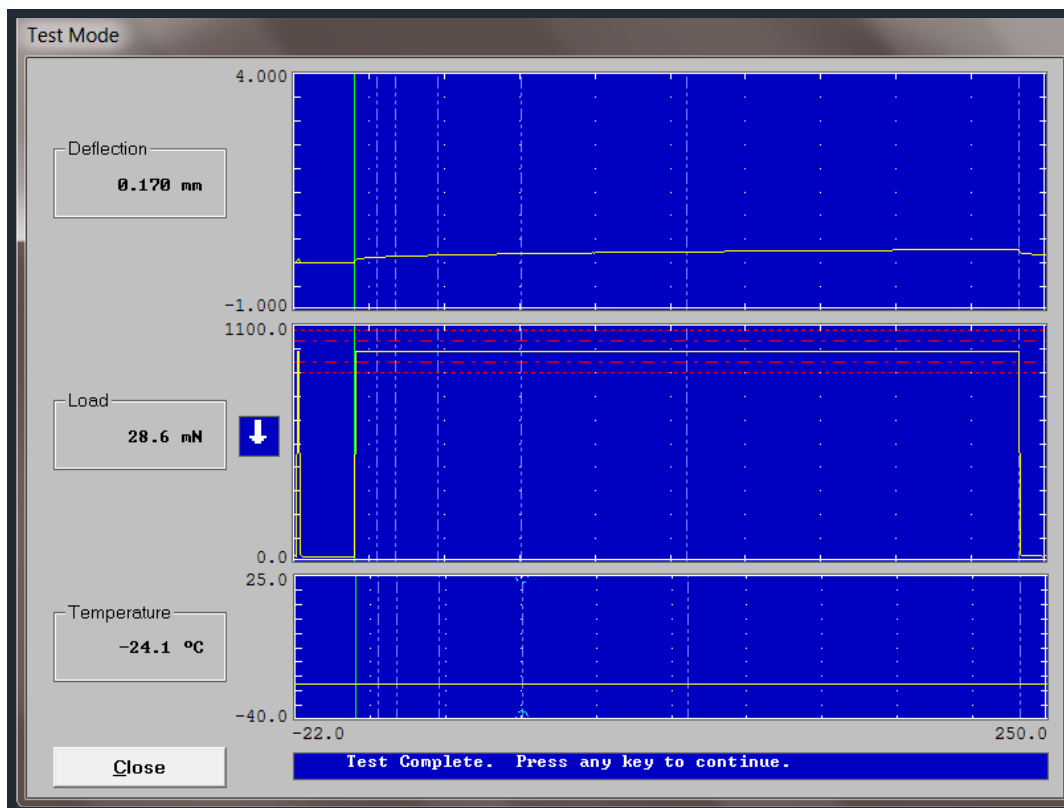 Test Mode
4.000
Deflection
0.170 mm
-1.000
1100.0
Load
28.6 mN
0.0
25.0
Temperature
-24.1 ºC
-40.0
-22.0 250.0
Close
Test Complete. Press any key to continue.